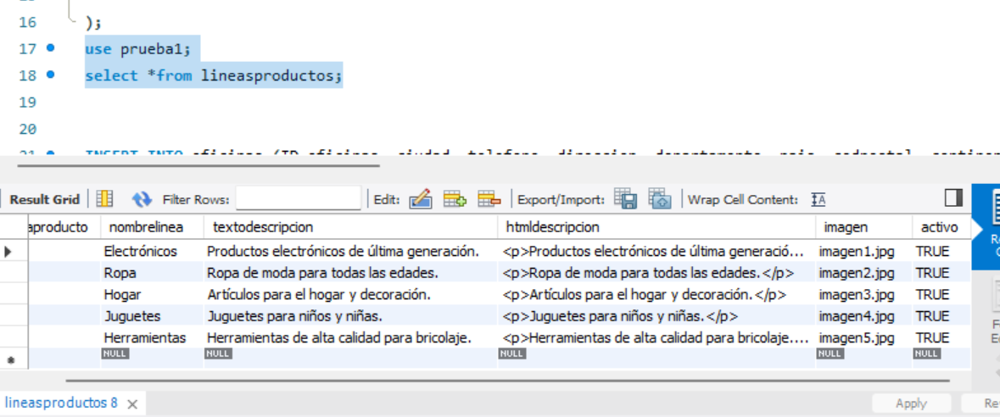 16 );
17 use prueba1;
18 select *from lineasproductos;
19
20
Result Grid Filter Rows: Edit: Export/Import: Wrap Cell Content:
aproducto nombrelinea textodescripcion htmldescripcion imagen activo
Electrónicos Productos electrónicos de última generación. <p>Productos electrónicos de última generació... imagen1.jpg TRUE
Ropa Ropa de moda para todas las edades. <p>Ropa de moda para todas las edades.</p> imagen2.jpg TRUE
Hogar Artículos para el hogar y decoración. <p>Artículos para el hogar y decoración.</p> imagen3.jpg TRUE
Juguetes Juguetes para niños y niñas. <p>Juguetes para niños y niñas.</p> imagen4.jpg TRUE
Herramientas Herramientas de alta calidad para bricolaje. <p>Herramientas de alta calidad para bricolaje.... imagen5.jpg TRUE
NULL NULL NULL NULL NULL
lineasproductos 8 Apply Re